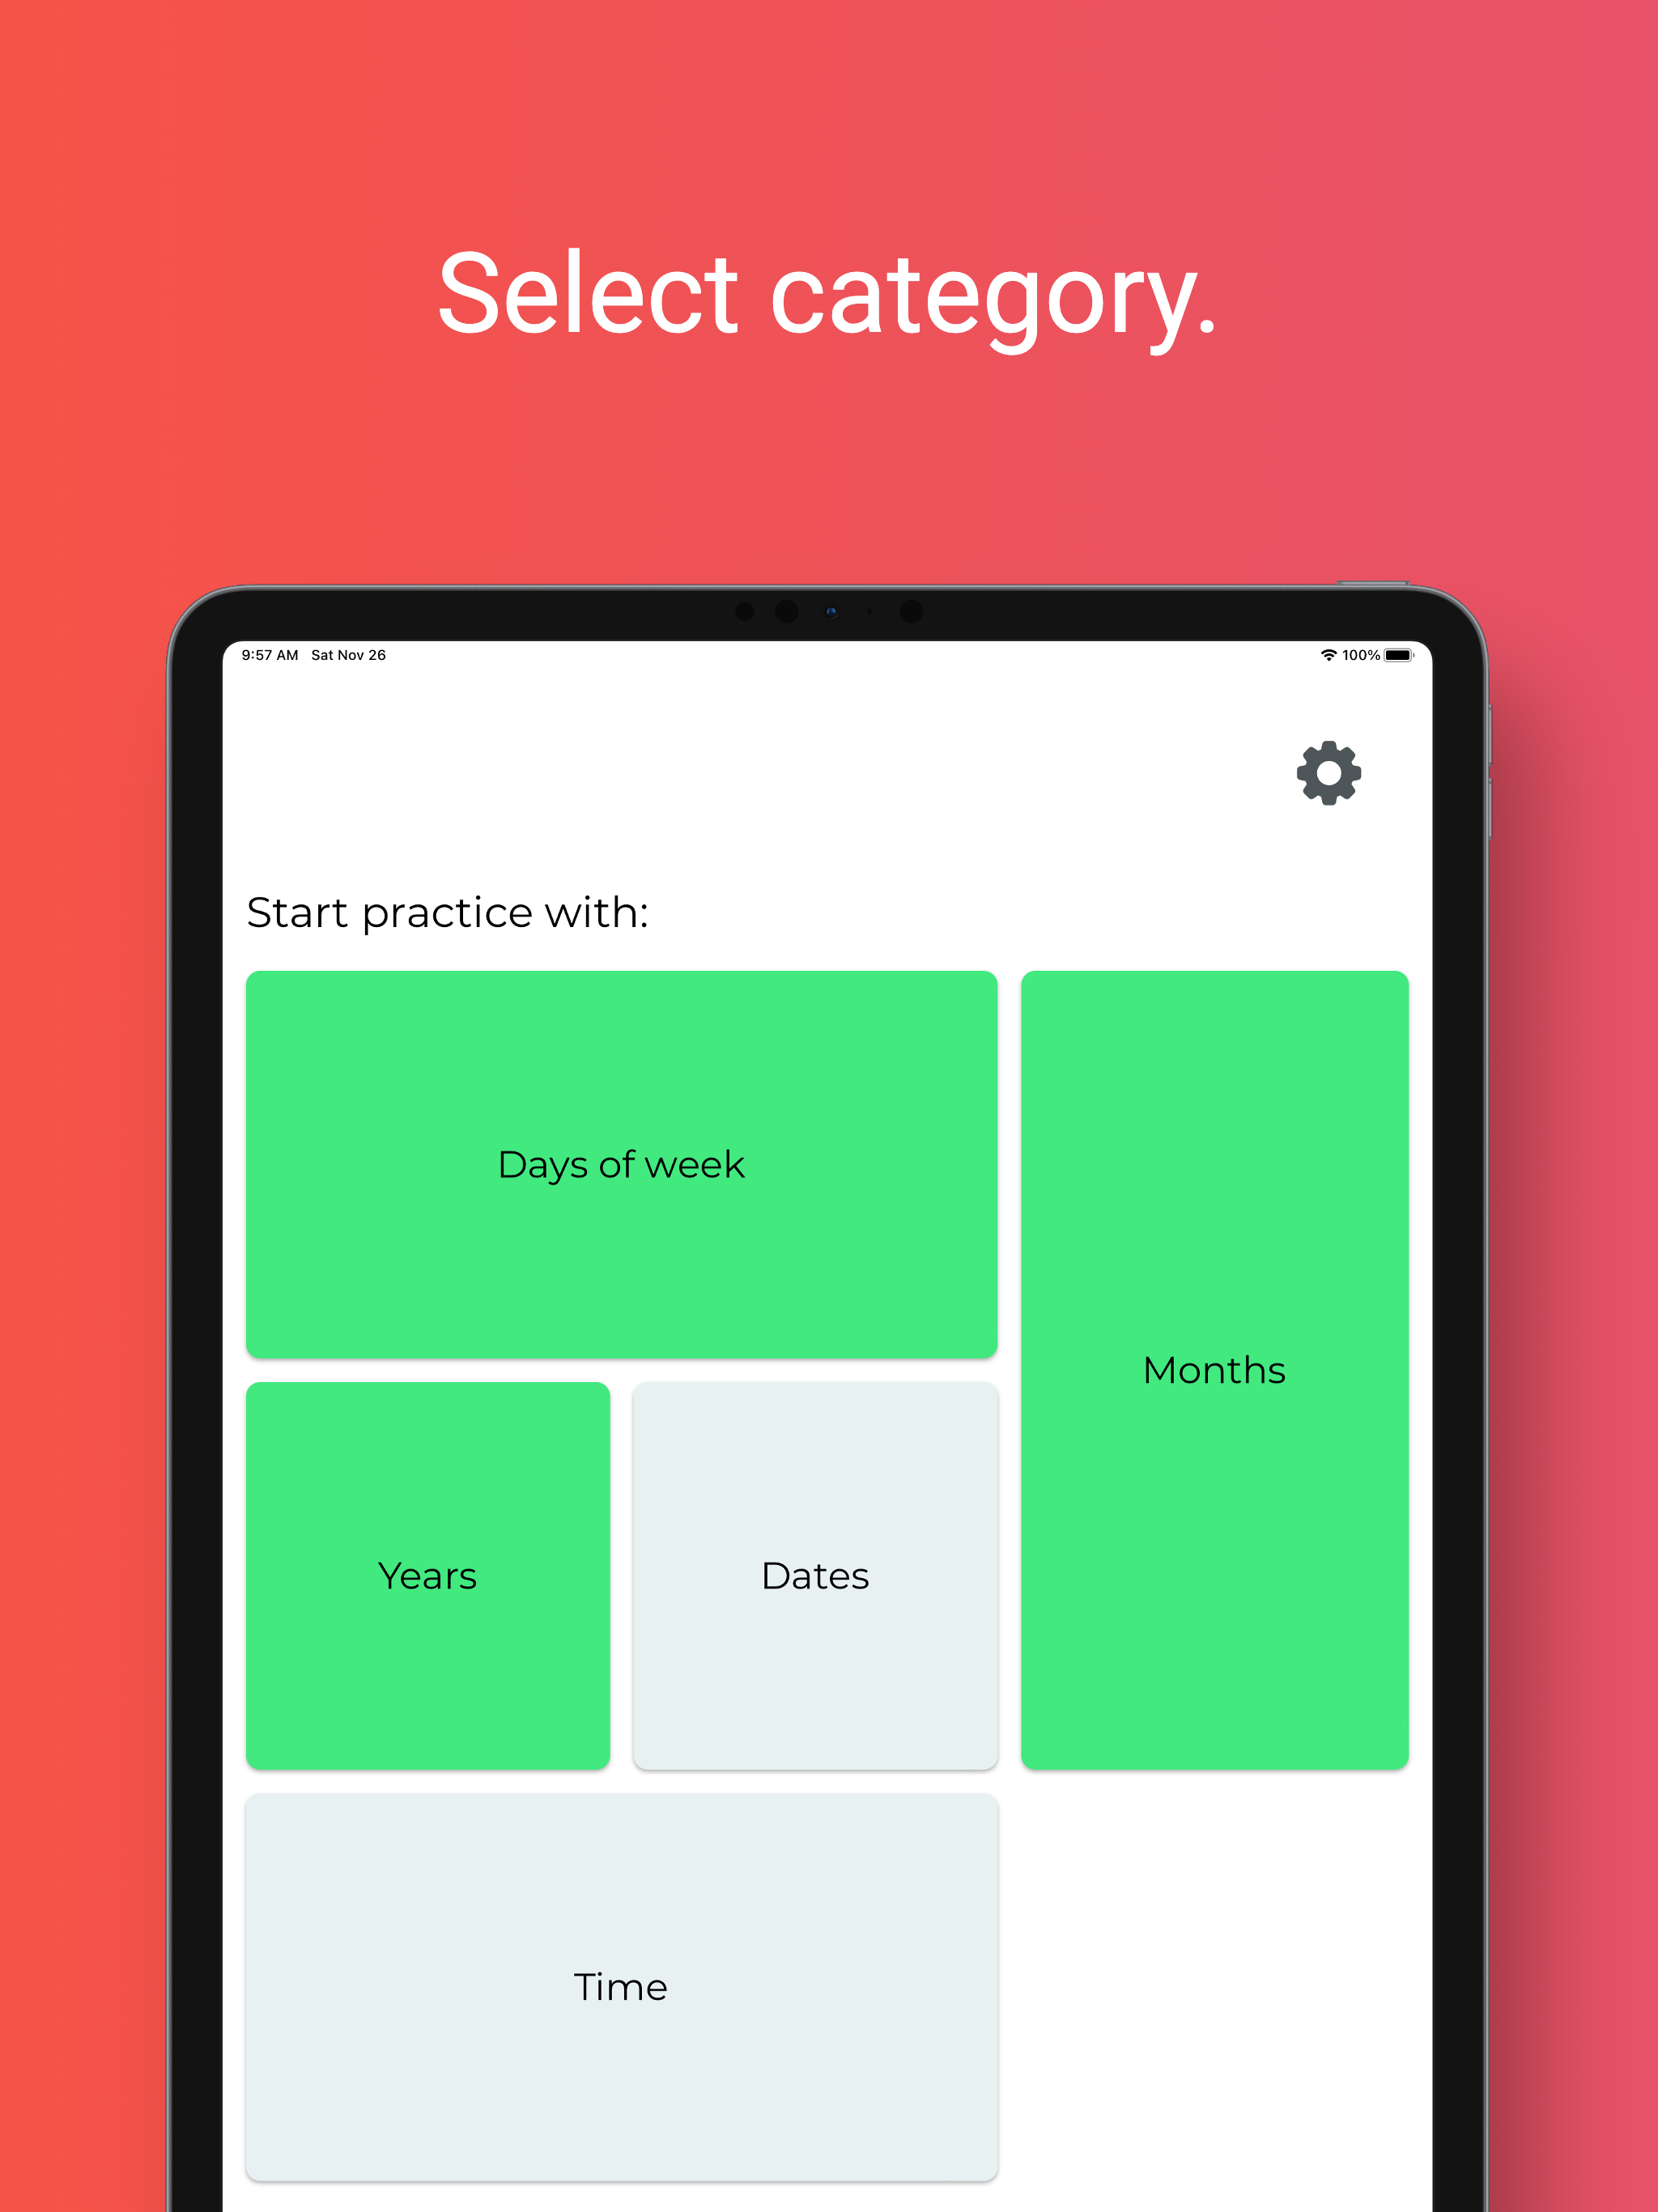 Select category.
9:57 AM Sat Nov 26
100%
Start practice with:
Days of week
Months
Years
Dates
Time